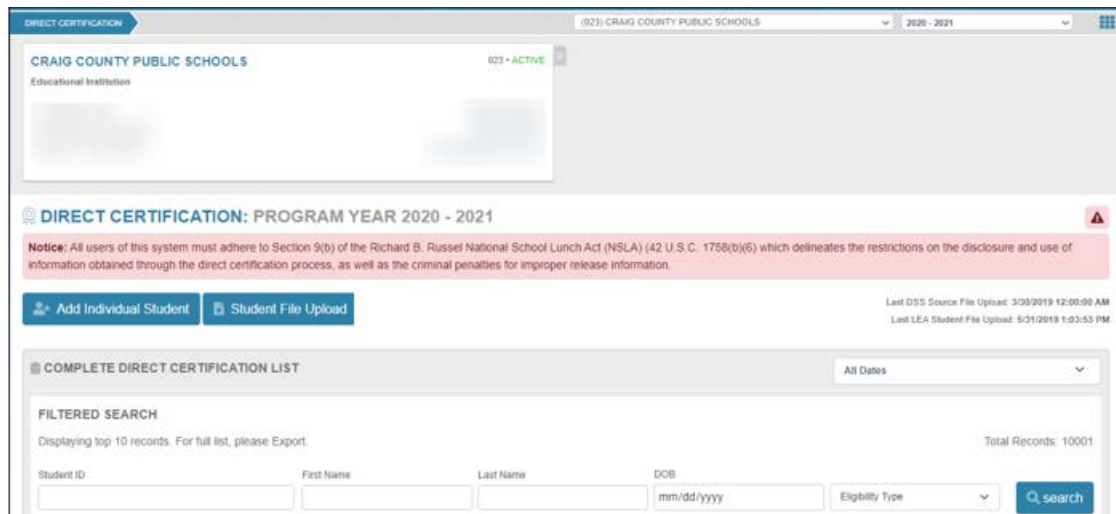 DIRECT CERTIFICATION
(023) CRAIG COUNTY PUBLIC SCHOOLS
2020 - 2021
CRAIG COUNTY PUBLIC SCHOOLS
023 • ACTIVE
Educational Institution
DIRECT CERTIFICATION: PROGRAM YEAR 2020 - 2021
Notice: All users of this system must adhere to Section 9(b) of the Richard B. Russel National School Lunch Act (NSLA) (42 U.S.C. 1758(b)(6) which delineates the restrictions on the disclosure and use of
information obtained through the direct certification process, as well as the criminal penalties for improper release information.
Add Individual Student
Student File Upload
Last DSS Source File Upload: 3/30/2019 12:00:00 AM
Last LEA Student File Upload: 5/31/2019 1:03:53 PM
COMPLETE DIRECT CERTIFICATION LIST
All Dates
FILTERED SEARCH
Displaying top 10 records. For full list, please Export.
Total Records: 10001
Student ID
First Name
Last Name
DOB
mm/dd/yyyy
Eligibility Type
search